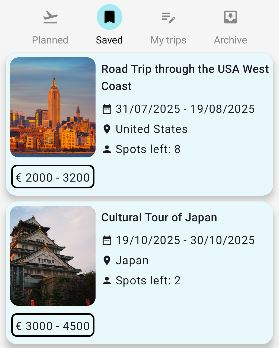 Planned
Saved
My trips
Archive
Road Trip through the USA West
Coast
31/07/2025 - 19/08/2025
United States
Spots left: 8
€ 2000 - 3200
Cultural Tour of Japan
19/10/2025 - 30/10/2025
Japan
Spots left: 2
€ 3000 - 4500